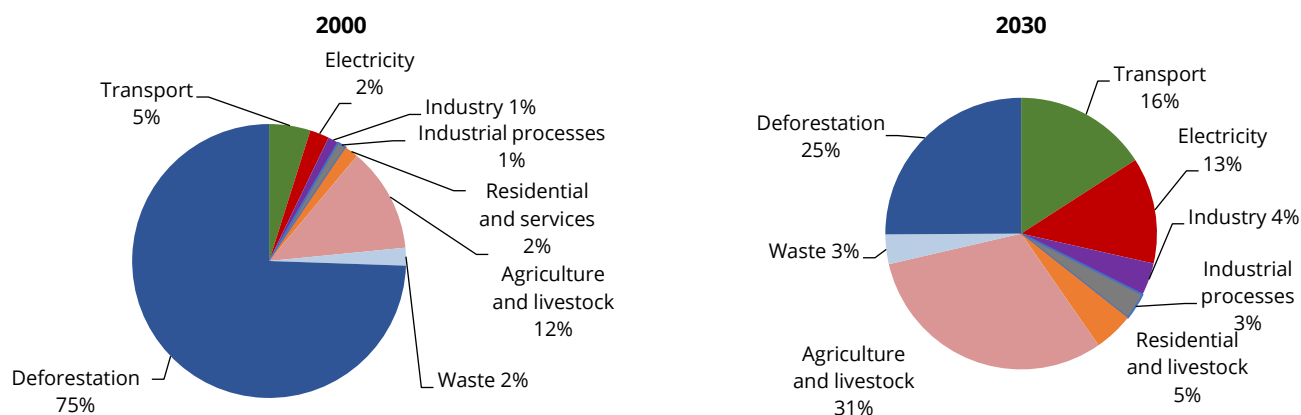 2000
Electricity
2%
Transport
5%
Industry 1%
Industrial processes
1%
Residential
and services
2%
Agriculture
and livestock
12%
Waste 2%
Deforestation
75%
2030
Transport
16%
Deforestation
25%
Electricity
13%
Industry 4%
Waste 3%
Industrial
processes
3%
Residential
and livestock
5%
Agriculture
and livestock
31%